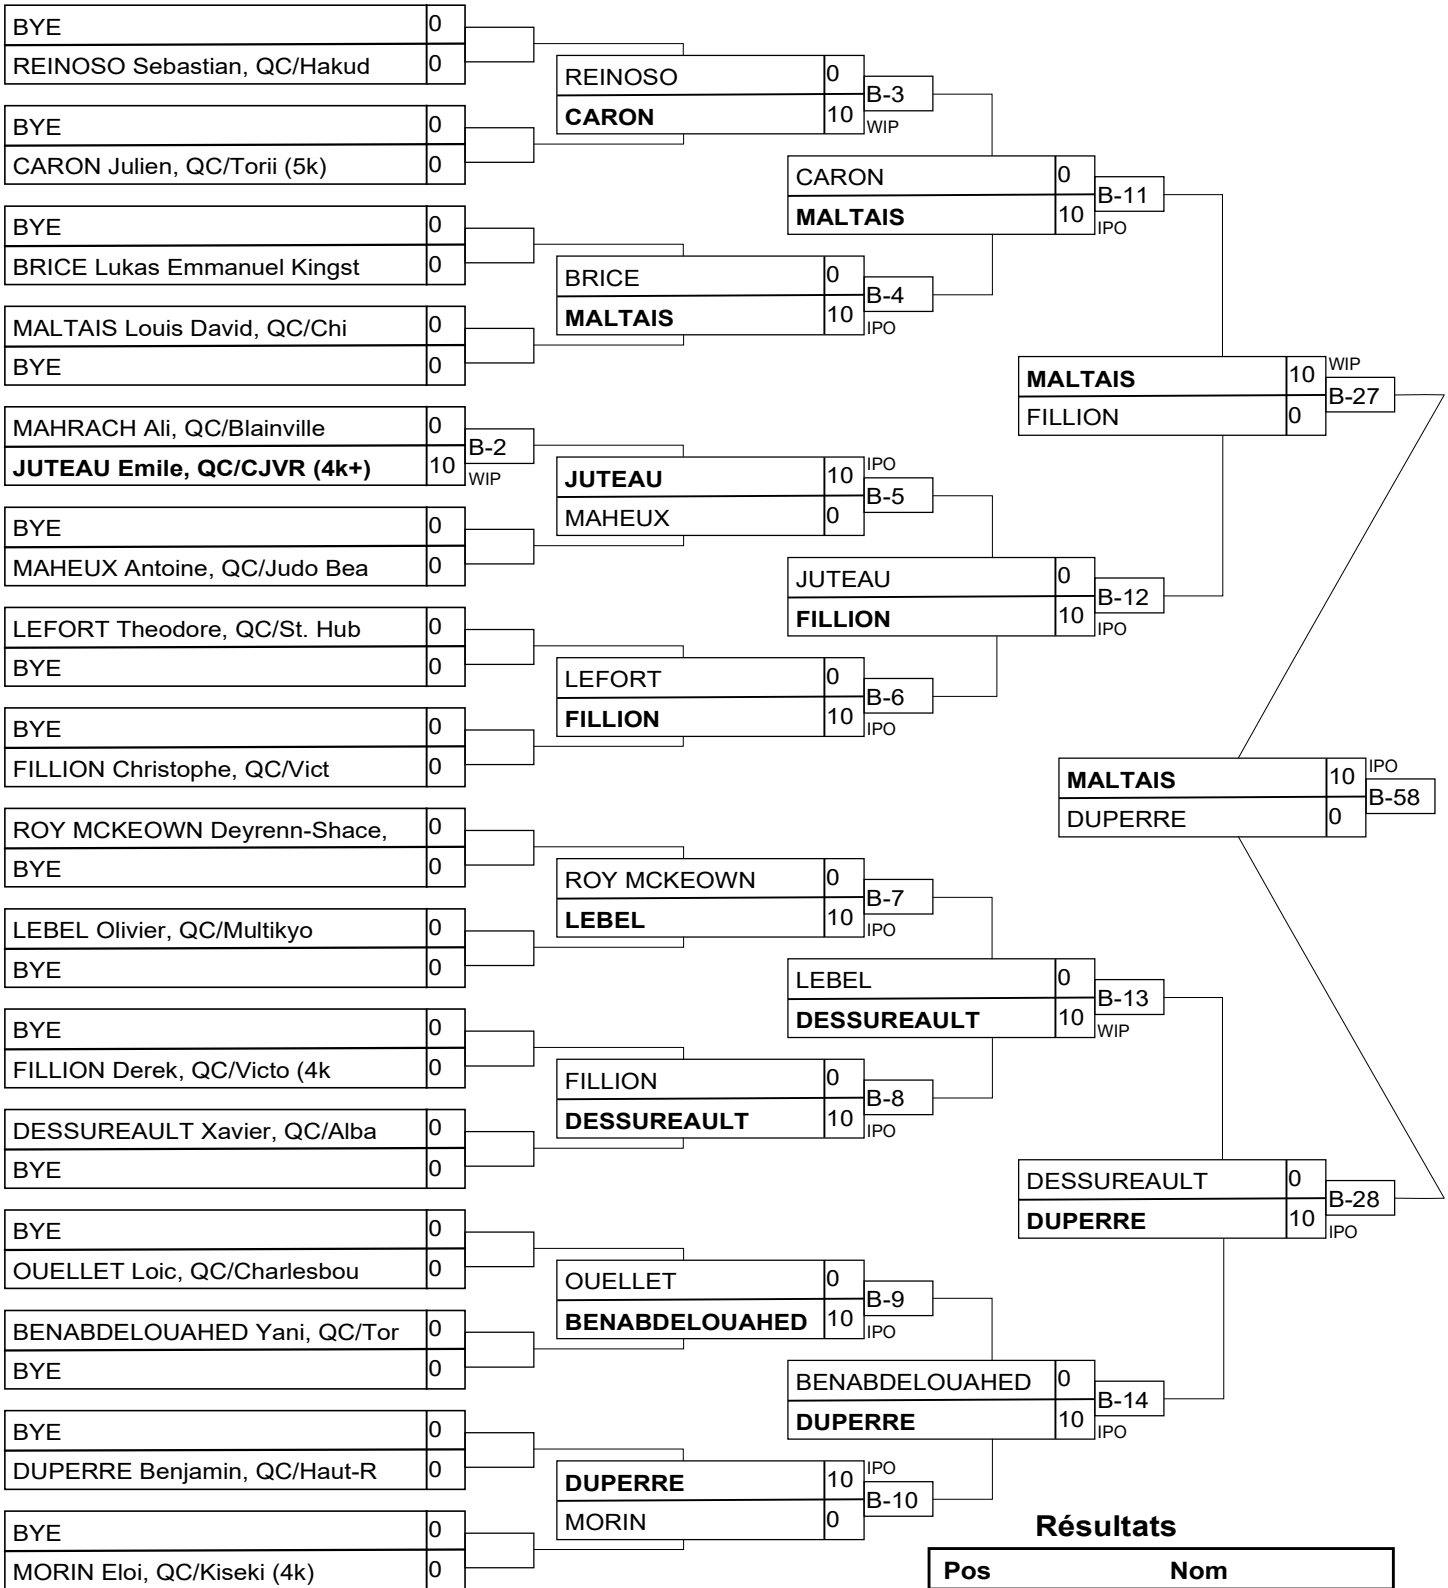 BYE 0
REINOSO Sebastian, QC/Hakud 0
BYE 0
CARON Julien, QC/Torii (5k) 0
BYE 0
BRICE Lukas Emmanuel Kingst 0
MALTAIS Louis David, QC/Chi 0
BYE 0
MAHRACH Ali, QC/Blainville 0
JUTEAU Emile, QC/CJVR (4k+) 10
B-2
WIP
BYE 0
MAHEUX Antoine, QC/Judo Bea 0
LEFORT Theodore, QC/St. Hub 0
BYE 0
BYE 0
FILLION Christophe, QC/Vict 0
ROY MCKEOWN Deyrenn-Shace, 0
BYE 0
LEBEL Olivier, QC/Multikyo 0
BYE 0
BYE 0
FILLION Derek, QC/Victo (4k 0
DESSUREAULT Xavier, QC/Alba 0
BYE 0
BYE 0
OUELLET Loic, QC/Charlesbou 0
BENABDELOUAHED Yani, QC/Tor 0
BYE 0
BYE 0
DUPERRE Benjamin, QC/Haut-R 0
BYE 0
MORIN Eloi, QC/Kiseki (4k) 0
REINOSO 0
B-3
CARON 10
WIP
BRICE 0
B-4
MALTAIS 10
IPO
JUTEAU 10
IPO
B-5
MAHEUX 0
LEFORT 0
B-6
FILLION 10
IPO
ROY MCKEOWN 0
B-7
LEBEL 10
IPO
FILLION 0
B-8
DESSUREAULT 10
IPO
OUELLET 0
B-9
BENABDELOUAHED 10
IPO
DUPERRE 10
IPO
B-10
MORIN 0
CARON 0
B-11
MALTAIS 10
IPO
JUTEAU 0
B-12
FILLION 10
IPO
LEBEL 0
B-13
DESSUREAULT 10
WIP
BENABDELOUAHED 0
B-14
DUPERRE 10
IPO
MALTAIS 10
WIP
B-27
FILLION 0
DESSUREAULT 0
B-28
DUPERRE 10
IPO
MALTAIS 10
IPO
B-58
DUPERRE 0
Résultats
Pos Nom